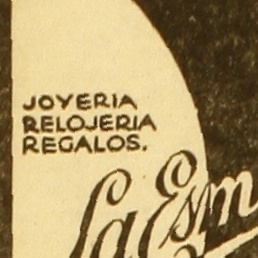 JOYERIA
RELOJERIA
REGALOS.
La Esm